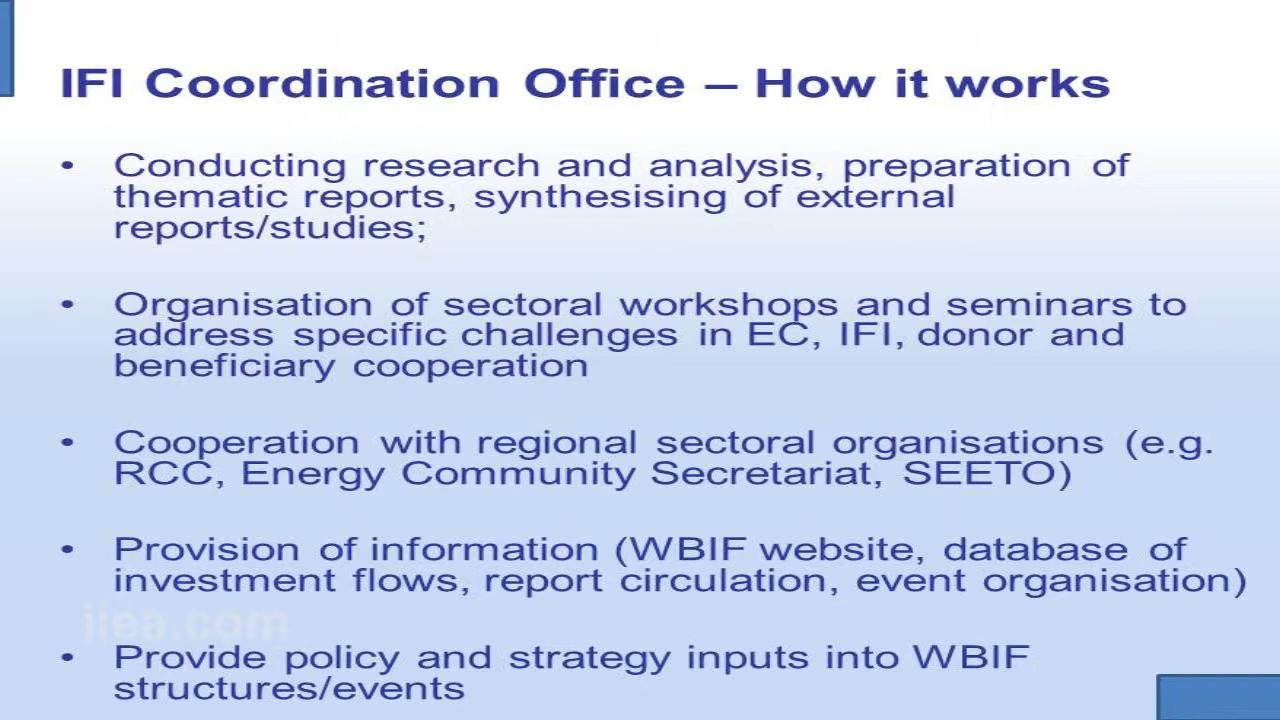 IFI Coordination Office – How it works
• Conducting research and analysis, preparation of
thematic reports, synthesising of external
reports/studies;
• Organisation of sectoral workshops and seminars to
address specific challenges in EC, IFI, donor and
beneficiary cooperation
• Cooperation with regional sectoral organisations (e.g.
RCC, Energy Community Secretariat, SEETO)
• Provision of information (WBIF website, database of
investment flows, report circulation, event organisation)
iiea.com
• Provide policy and strategy inputs into WBIF
structures/events